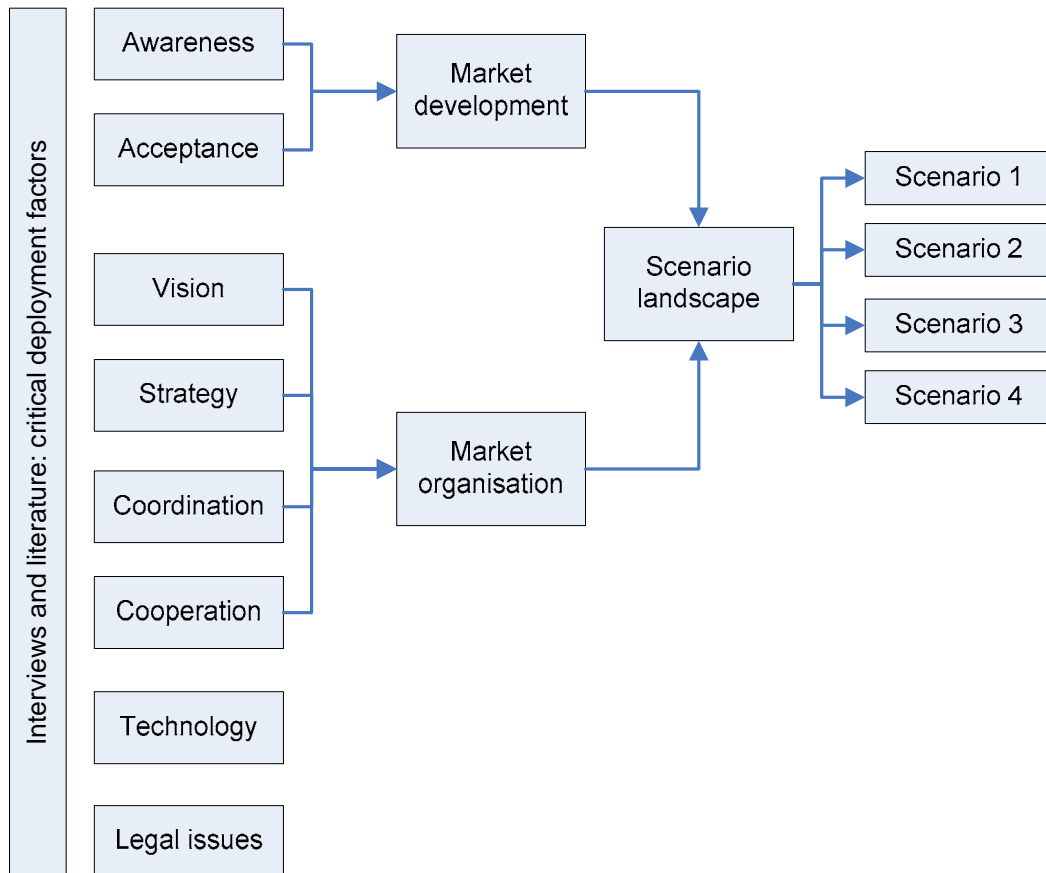 Interviews and literature: critical deployment factors
Awareness
Acceptance
Vision
Strategy
Coordination
Cooperation
Technology
Legal issues
Market
development
Market
organisation
Scenario
landscape
Scenario 1
Scenario 2
Scenario 3
Scenario 4